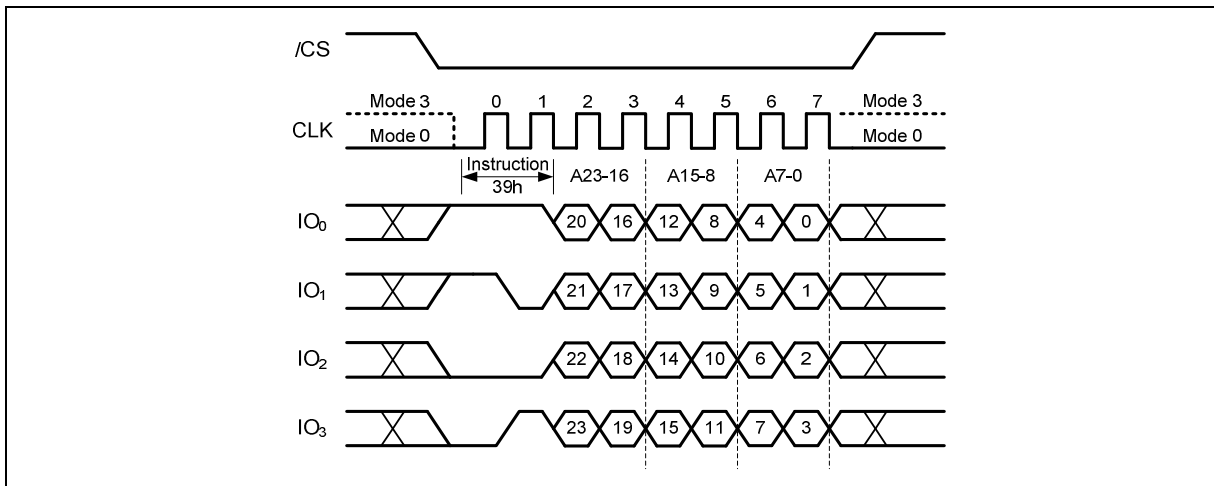 /CS
Mode 3 0 1 2 3 4 5 6 7 Mode 3
CLK Mode 0 Mode 0
Instruction
39h A23-16 A15-8 A7-0
IO₀ 20 16 12 8 4 0
IO₁ 21 17 13 9 5 1
IO₂ 22 18 14 10 6 2
IO₃ 23 19 15 11 7 3